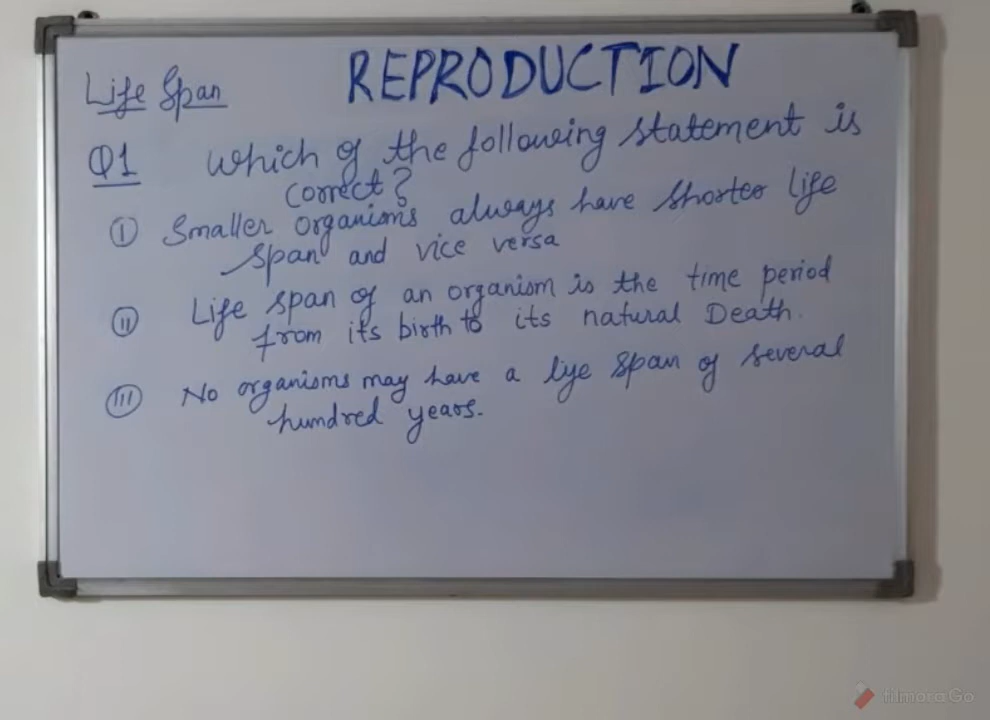 REPRODUCTION
Life Span
Q1 which of the following statement is
correct?
I Smaller organisms always have shorter life
span and vice versa
II Life span of an organism is the time period
from its birth to its natural Death.
III No organisms may have a lye span of several
hundred years.
filmoraGo